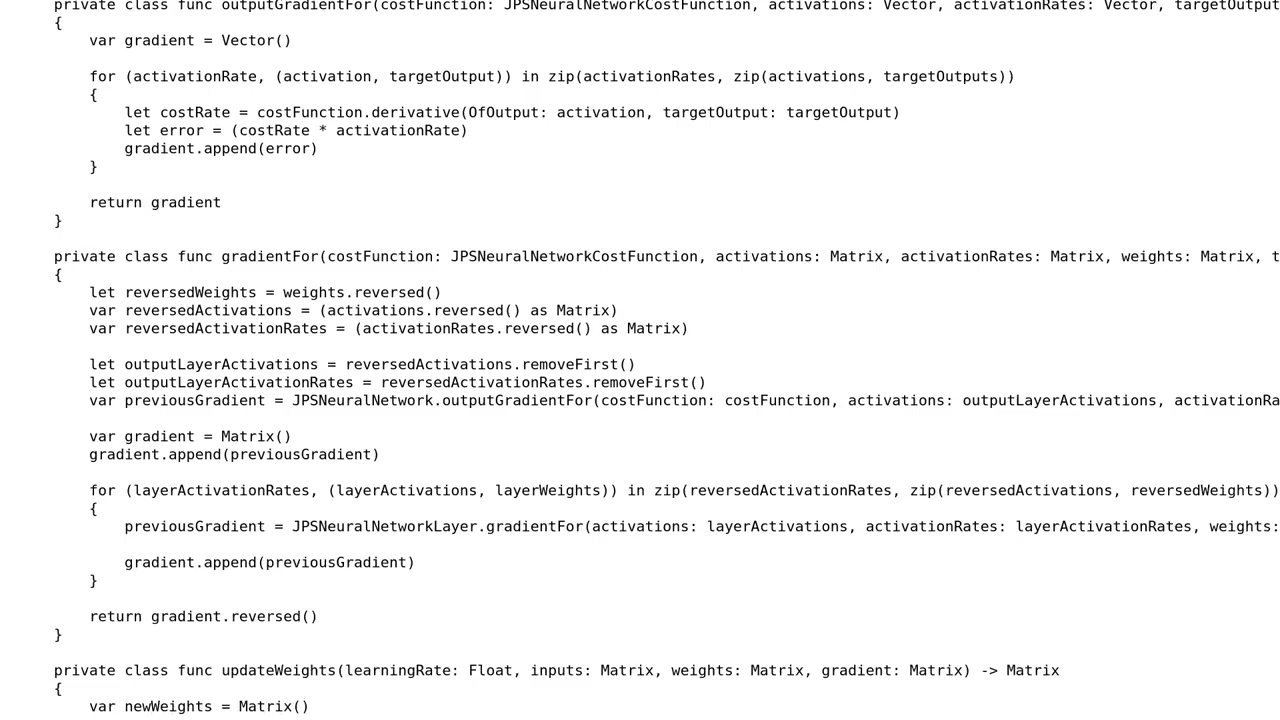 private class func outputGradientFor(costFunction: JPSNeuralNetworkCostFunction, activations: Vector, activationRates: Vector, targetOutput
{
var gradient = Vector()
for (activationRate, (activation, targetOutput)) in zip(activationRates, zip(activations, targetOutputs))
{
let costRate = costFunction.derivative(OfOutput: activation, targetOutput: targetOutput)
let error = (costRate * activationRate)
gradient.append(error)
}
return gradient
}
private class func gradientFor(costFunction: JPSNeuralNetworkCostFunction, activations: Matrix, activationRates: Matrix, weights: Matrix, t
{
let reversedWeights = weights.reversed()
var reversedActivations = (activations.reversed() as Matrix)
var reversedActivationRates = (activationRates.reversed() as Matrix)
let outputLayerActivations = reversedActivations.removeFirst()
let outputLayerActivationRates = reversedActivationRates.removeFirst()
var previousGradient = JPSNeuralNetwork.outputGradientFor(costFunction: costFunction, activations: outputLayerActivations, activationRa
var gradient = Matrix()
gradient.append(previousGradient)
for (layerActivationRates, (layerActivations, layerWeights)) in zip(reversedActivationRates, zip(reversedActivations, reversedWeights))
{
previousGradient = JPSNeuralNetworkLayer.gradientFor(activations: layerActivations, activationRates: layerActivationRates, weights:
gradient.append(previousGradient)
}
return gradient.reversed()
}
private class func updateWeights(learningRate: Float, inputs: Matrix, weights: Matrix, gradient: Matrix) -> Matrix
{
var newWeights = Matrix()